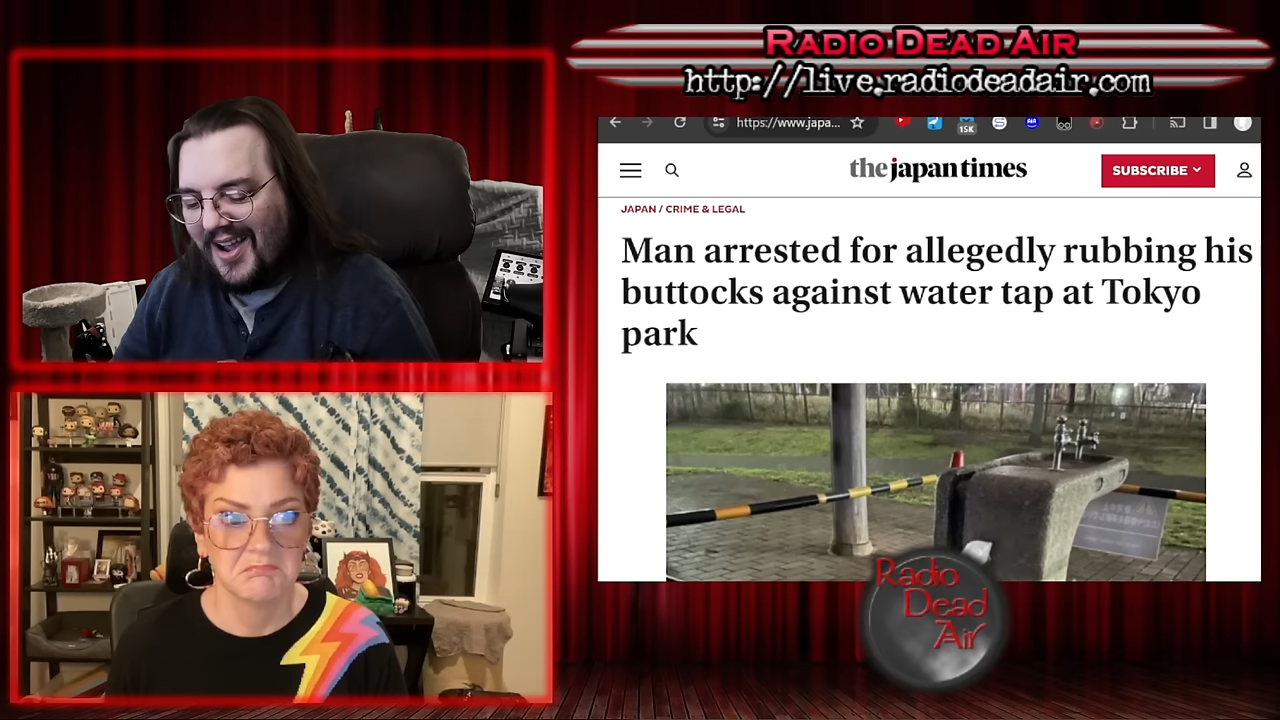 Radio Dead Air
http://live.radiodeadair.com
https://www.japa...
15K
the japan times
SUBSCRIBE
JAPAN / CRIME & LEGAL
Man arrested for allegedly rubbing his
buttocks against water tap at Tokyo
park
Radio
Dead
Air